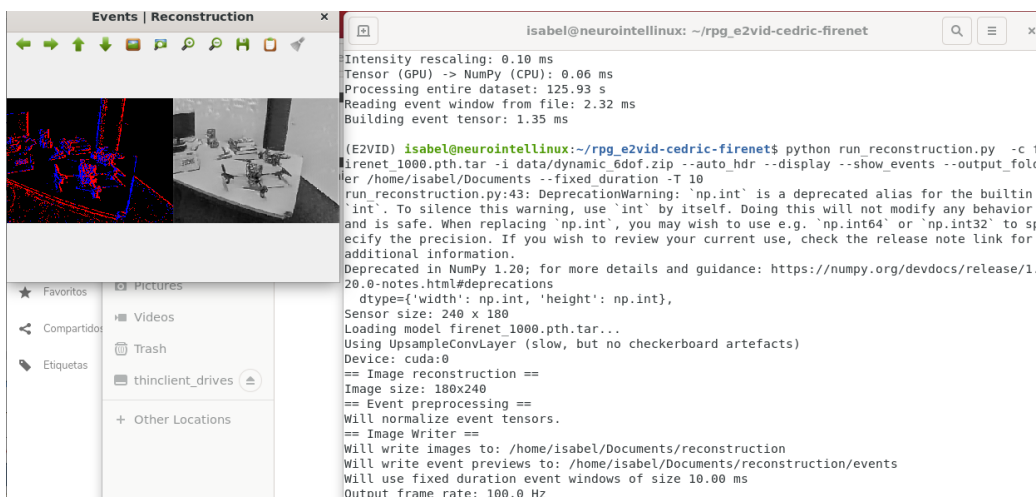 Events | Reconstruction
×
isabel@neurointellinux: ~/rpg_e2vid-cedric-firenet
Intensity rescaling: 0.10 ms
Tensor (GPU) -> NumPy (CPU): 0.06 ms
Processing entire dataset: 125.93 s
Reading event window from file: 2.32 ms
Building event tensor: 1.35 ms
(E2VID) isabel@neurointellinux:~/rpg_e2vid-cedric-firenet$ python run_reconstruction.py  -c f
irenet_1000.pth.tar -i data/dynamic_6dof.zip --auto_hdr --display --show_events --output_fold
er /home/isabel/Documents --fixed_duration -T 10
run_reconstruction.py:43: DeprecationWarning: `np.int` is a deprecated alias for the builtin
`int`. To silence this warning, use `int` by itself. Doing this will not modify any behavior
and is safe. When replacing `np.int`, you may wish to use e.g. `np.int64` or `np.int32` to sp
ecify the precision. If you wish to review your current use, check the release note link for
additional information.
Deprecated in NumPy 1.20; for more details and guidance: https://numpy.org/devdocs/release/1.
20.0-notes.html#deprecations
  dtype={'width': np.int, 'height': np.int},
Sensor size: 240 x 180
Loading model firenet_1000.pth.tar...
Using UpsampleConvLayer (slow, but no checkerboard artefacts)
Device: cuda:0
== Image reconstruction ==
Image size: 180x240
== Event preprocessing ==
Will normalize event tensors.
== Image Writer ==
Will write images to: /home/isabel/Documents/reconstruction
Will write event previews to: /home/isabel/Documents/reconstruction/events
Will use fixed duration event windows of size 10.00 ms
Output frame rate: 100.0 Hz
Favoritos
Compartidos
Etiquetas
Pictures
Videos
Trash
thinclient_drives
+ Other Locations